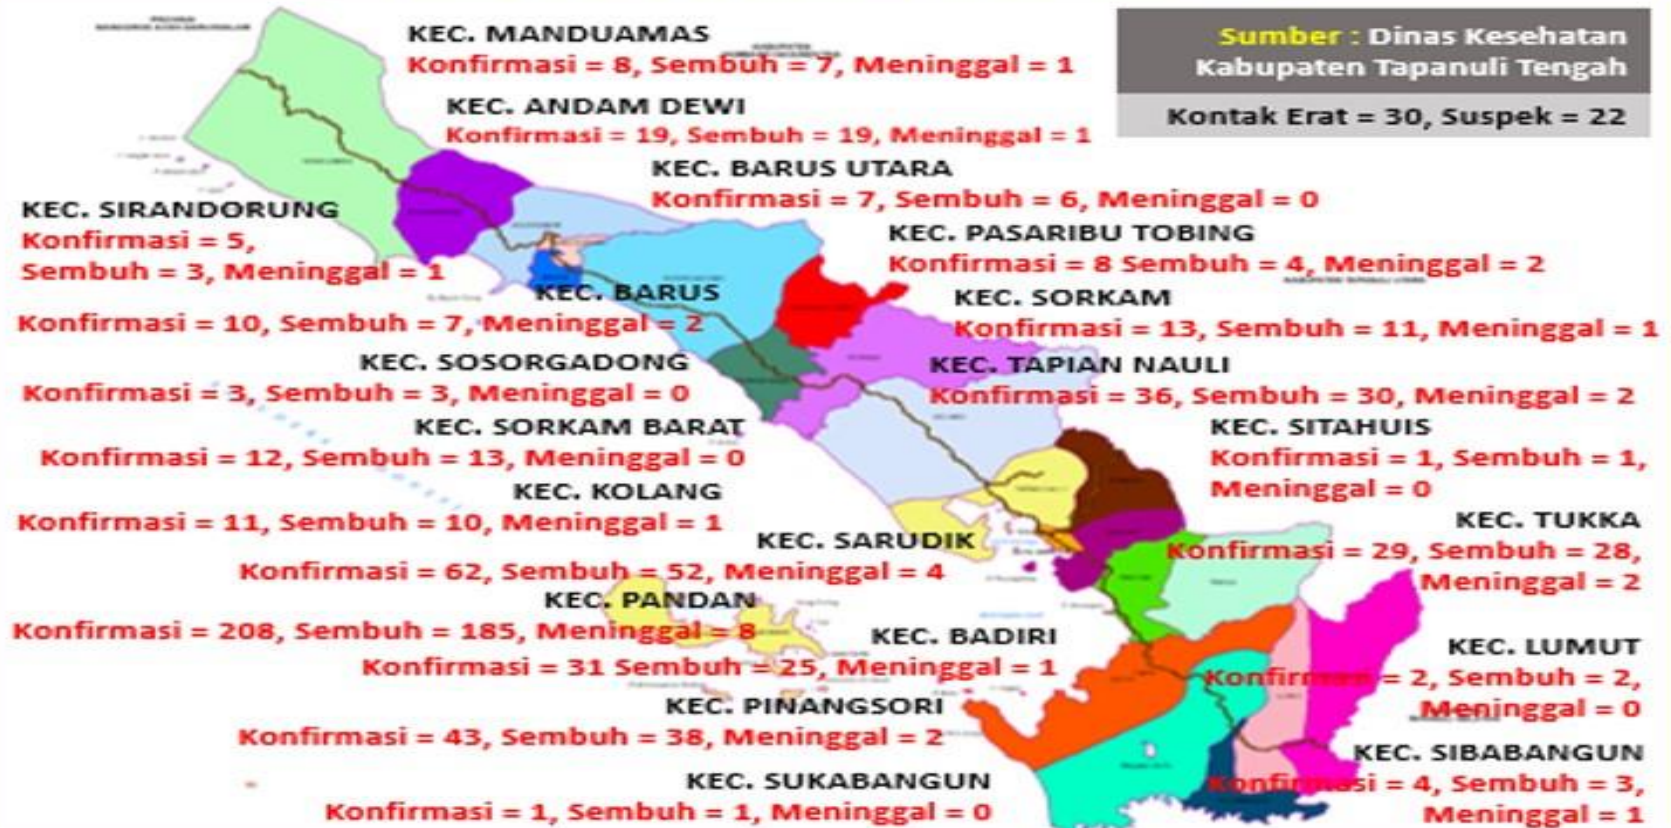 KEC. MANDUAMAS
Konfirmasi = 8, Sembuh = 7, Meninggal = 1
Sumber : Dinas Kesehatan
Kabupaten Tapanuli Tengah
Kontak Erat = 30, Suspek = 22
KEC. ANDAM DEWI
Konfirmasi = 19, Sembuh = 19, Meninggal = 1
KEC. BARUS UTARA
Konfirmasi = 7, Sembuh = 6, Meninggal = 0
KEC. SIRANDORUNG
Konfirmasi = 5,
Sembuh = 3, Meninggal = 1
KEC. PASARIBU TOBING
Konfirmasi = 8 Sembuh = 4, Meninggal = 2
KEC. BARUS
Konfirmasi = 10, Sembuh = 7, Meninggal = 2
KEC. SORKAM
Konfirmasi = 13, Sembuh = 11, Meninggal = 1
KEC. SOSORGADONG
Konfirmasi = 3, Sembuh = 3, Meninggal = 0
KEC. TAPIAN NAULI
Konfirmasi = 36, Sembuh = 30, Meninggal = 2
KEC. SORKAM BARAT
Konfirmasi = 12, Sembuh = 13, Meninggal = 0
KEC. SITAHUIS
Konfirmasi = 1, Sembuh = 1,
Meninggal = 0
KEC. KOLANG
Konfirmasi = 11, Sembuh = 10, Meninggal = 1
KEC. TUKKA
Konfirmasi = 29, Sembuh = 28,
Meninggal = 2
KEC. SARUDIK
Konfirmasi = 62, Sembuh = 52, Meninggal = 4
KEC. PANDAN
Konfirmasi = 208, Sembuh = 185, Meninggal = 8
KEC. BADIRI
Konfirmasi = 31 Sembuh = 25, Meninggal = 1
KEC. LUMUT
Konfirmasi = 2, Sembuh = 2,
Meninggal = 0
KEC. PINANGSORI
Konfirmasi = 43, Sembuh = 38, Meninggal = 2
KEC. SIBABANGUN
Konfirmasi = 4, Sembuh = 3,
Meninggal = 1
KEC. SUKABANGUN
Konfirmasi = 1, Sembuh = 1, Meninggal = 0